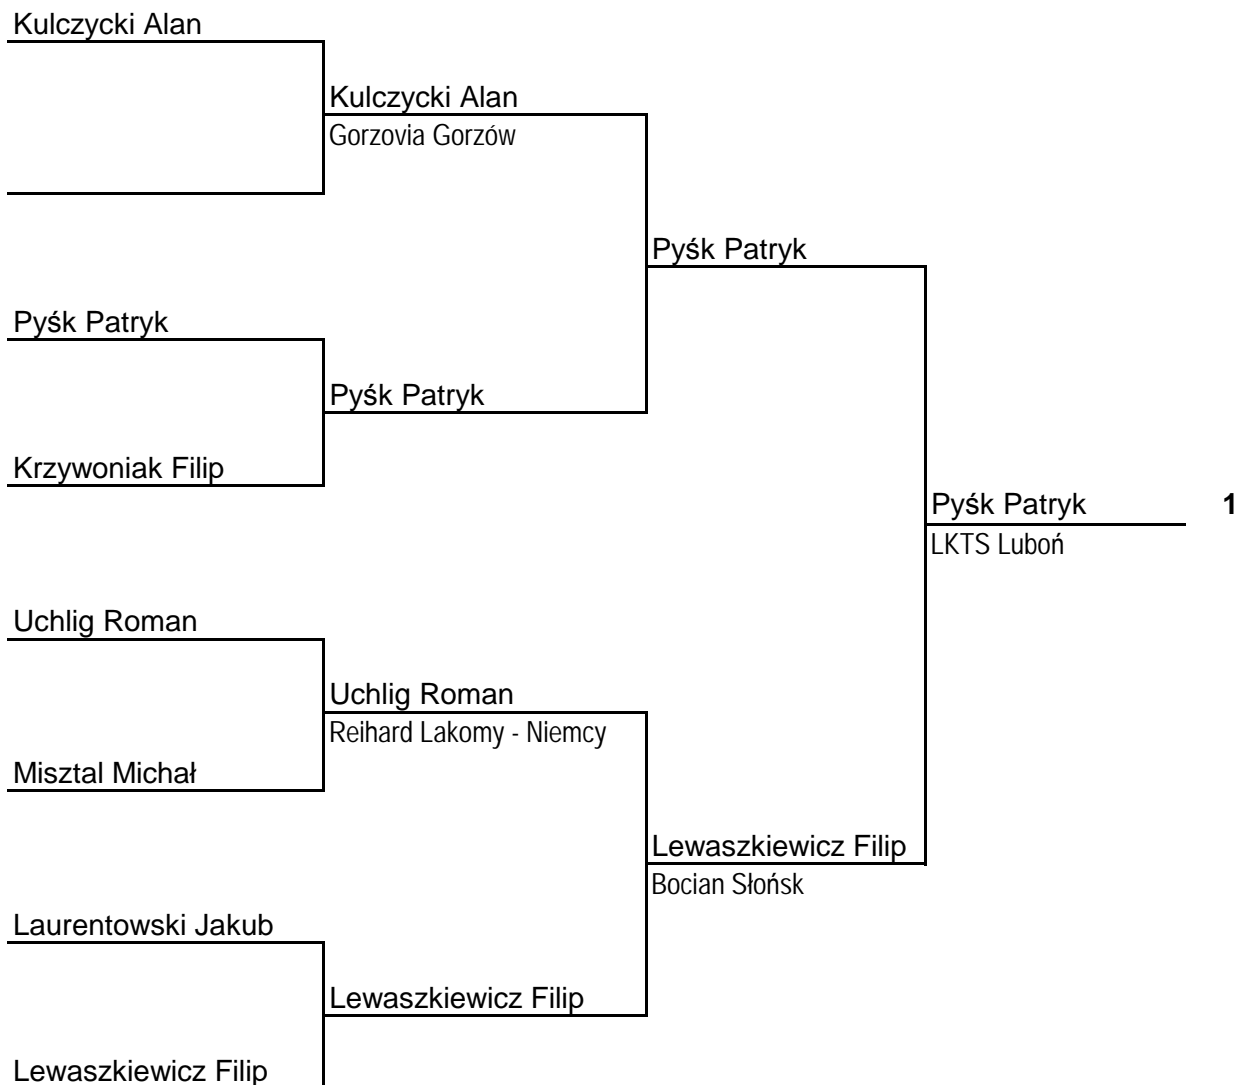 Kulczycki Alan
Kulczycki Alan
Gorzovia Gorzów
Pyśk Patryk
Pyśk Patryk
Pyśk Patryk
Krzywoniak Filip
Pyśk Patryk 1
LKTS Luboń
Uchlig Roman
Uchlig Roman
Reihard Lakomy - Niemcy
Misztal Michał
Lewaszkiewicz Filip
Bocian Słońsk
Laurentowski Jakub
Lewaszkiewicz Filip
Lewaszkiewicz Filip